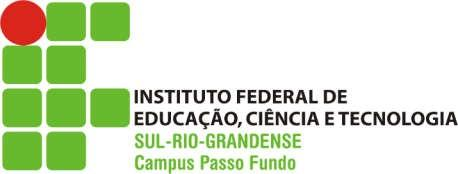 INSTITUTO FEDERAL DE
EDUCAÇÃO, CIÊNCIA E TECNOLOGIA
SUL-RIO-GRANDENSE
Campus Passo Fundo